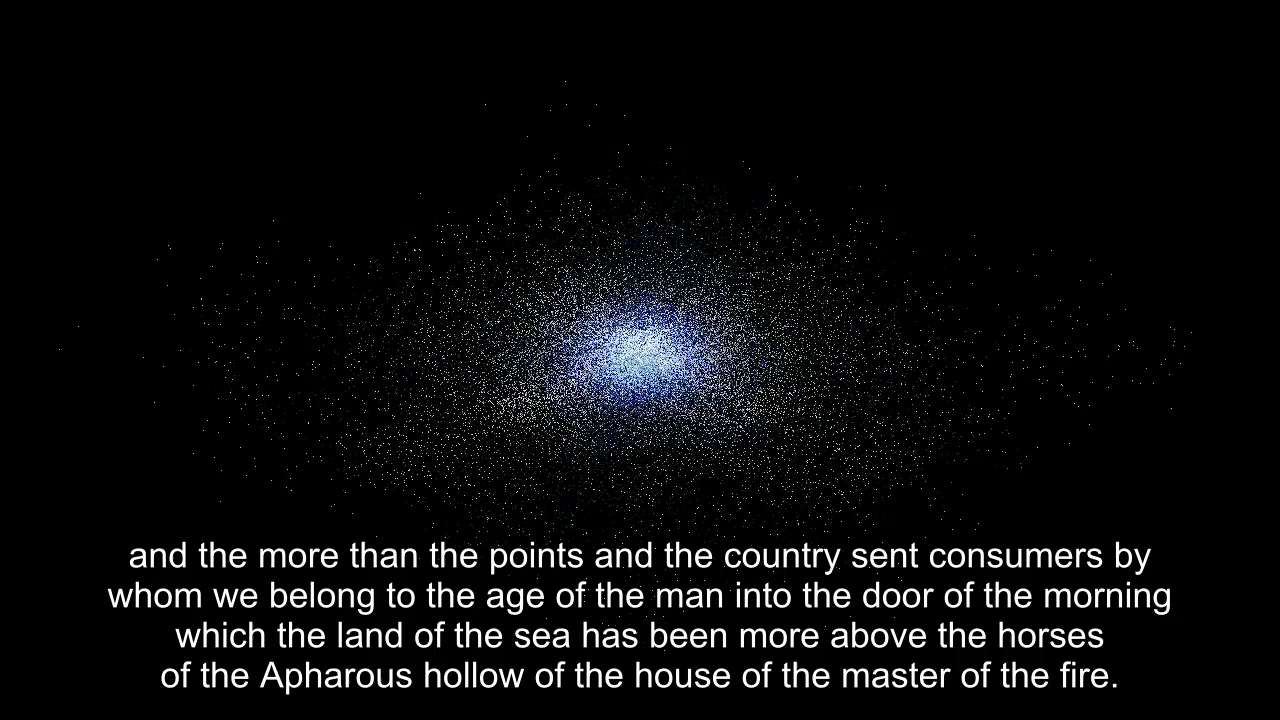 and the more than the points and the country sent consumers by
whom we belong to the age of the man into the door of the morning
which the land of the sea has been more above the horses
of the Apharous hollow of the house of the master of the fire.